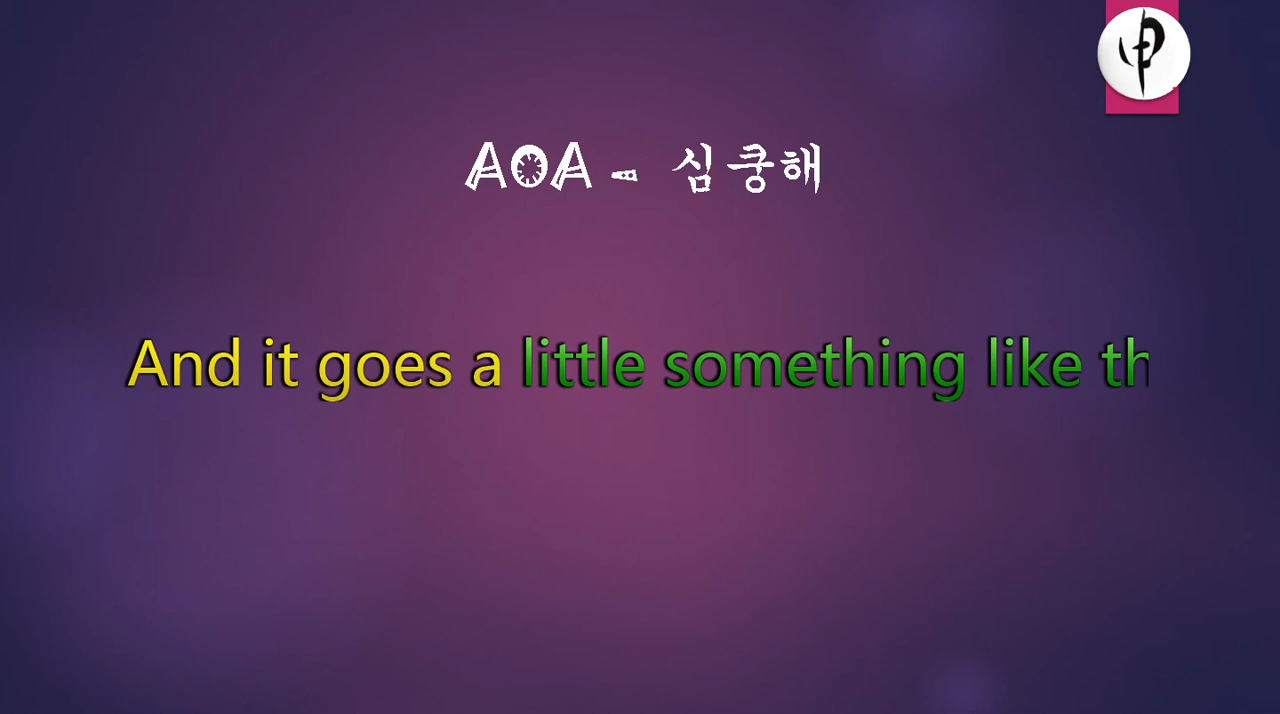 AOA - 심쿵해
And it goes a little something like th